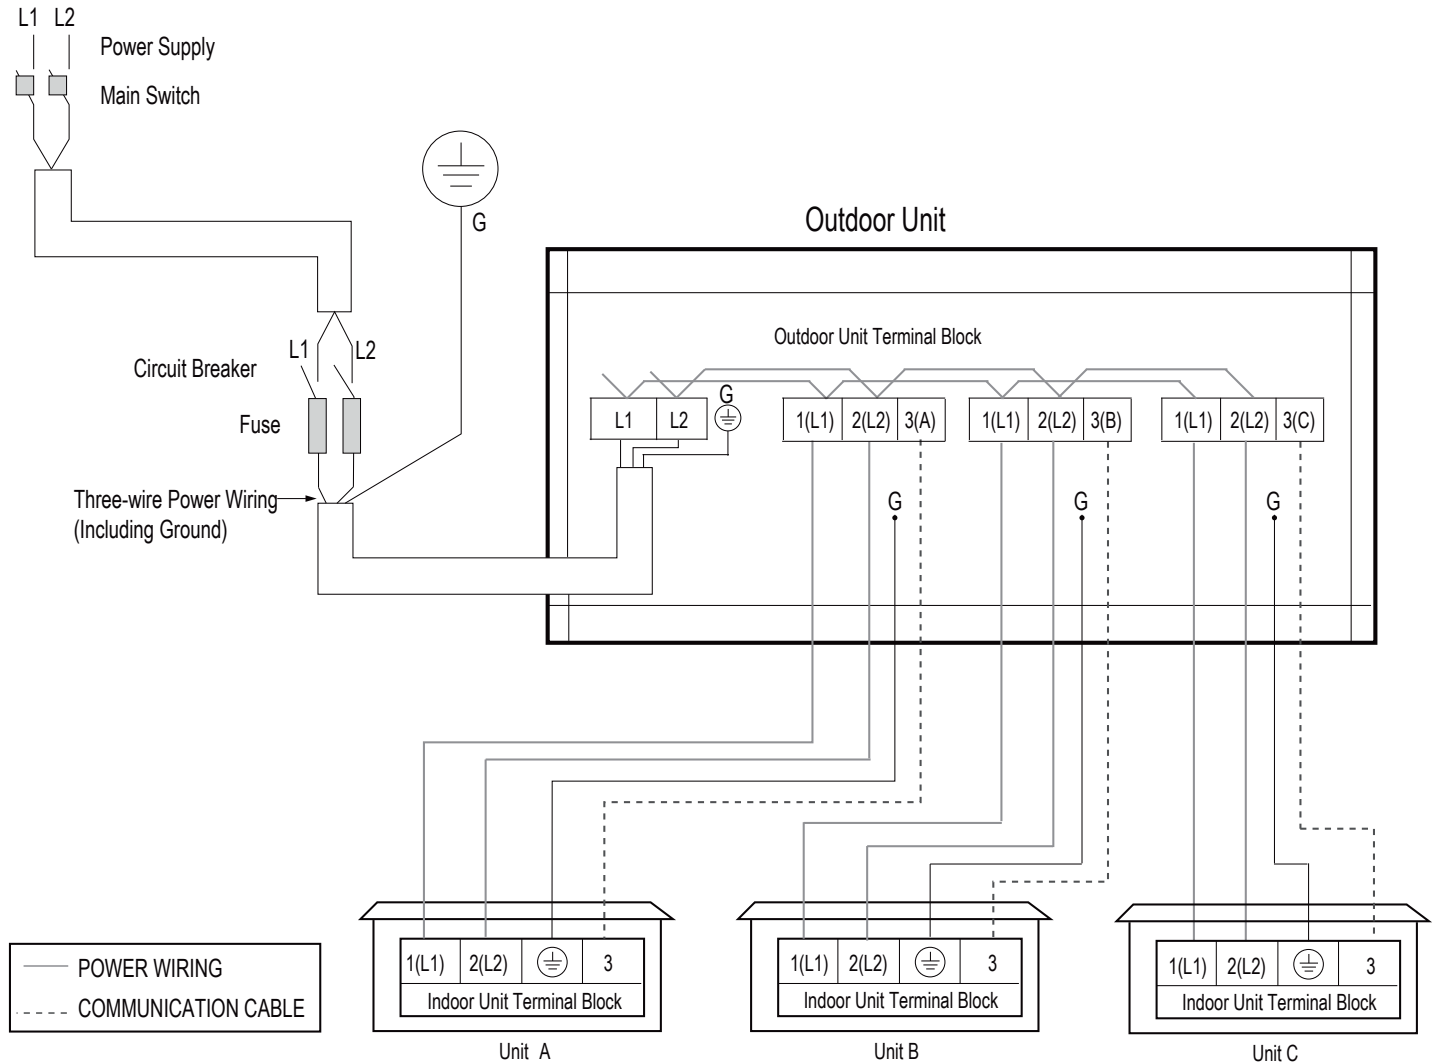 L1 L2
Power Supply
Main Switch
G
Outdoor Unit
Outdoor Unit Terminal Block
L1 L2
Circuit Breaker
Fuse
L1 L2 G
1(L1) 2(L2) 3(A)
1(L1) 2(L2) 3(B)
1(L1) 2(L2) 3(C)
Three-wire Power Wiring
(Including Ground)
G G G
1(L1) 2(L2) 3
Indoor Unit Terminal Block
Unit A
1(L1) 2(L2) 3
Indoor Unit Terminal Block
Unit B
1(L1) 2(L2) 3
Indoor Unit Terminal Block
Unit C
POWER WIRING
COMMUNICATION CABLE